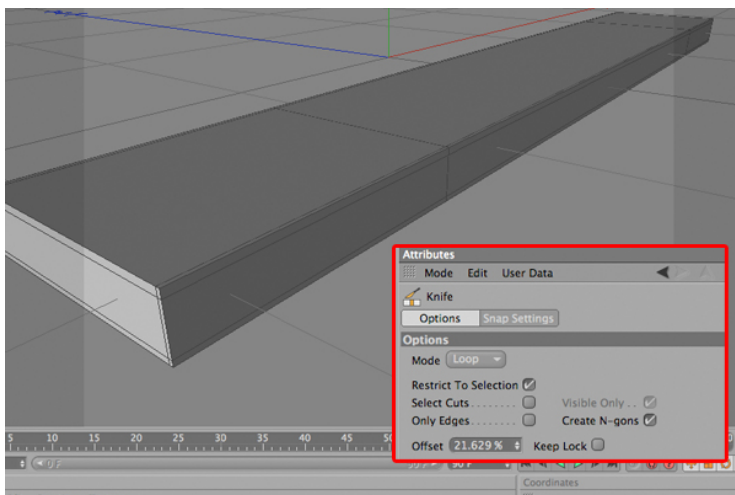 Attributes
Mode Edit User Data
Knife
Options Snap Settings
Options
Mode Loop
Restrict To Selection
Select Cuts........ Visible Only..
Only Edges........ Create N-gons
Offset 21.629 % Keep Lock
5 10 15 20 25 30 35 40 45
90 F
Coordinates